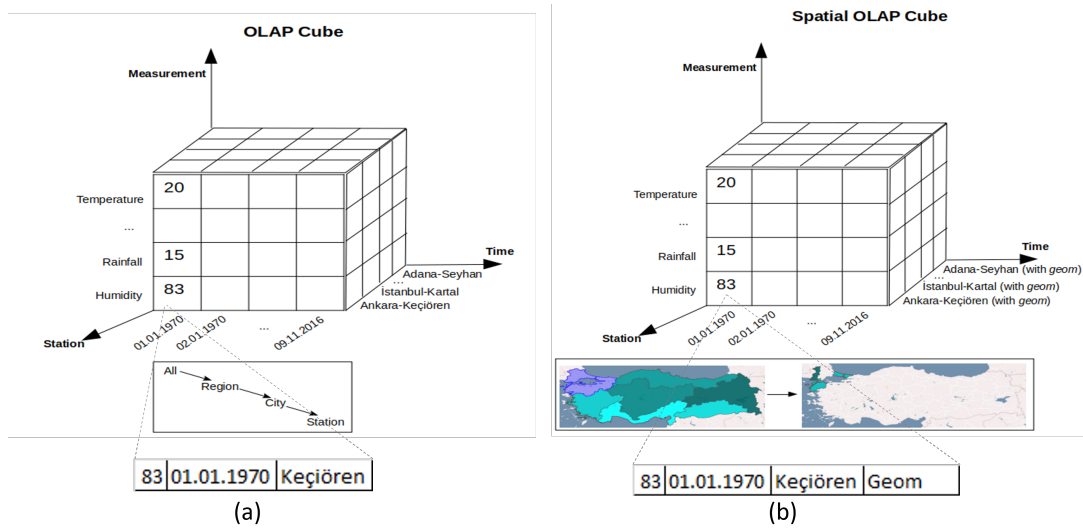 OLAP Cube
Measurement
20
Temperature
...
15
Rainfall
83
Humidity
Time
Adana-Seyhan
...
İstanbul-Kartal
Ankara-Keçiören
Station
01.01.1970
02.01.1970
...
09.11.2016
All
Region
City
Station
83 01.01.1970 Keçiören
(a)
Spatial OLAP Cube
Measurement
20
Temperature
...
15
Rainfall
83
Humidity
Time
Adana-Seyhan (with geom)
...
İstanbul-Kartal (with geom)
Ankara-Keçiören (with geom)
Station
01.01.1970
02.01.1970
...
09.11.2016
83 01.01.1970 Keçiören Geom
(b)